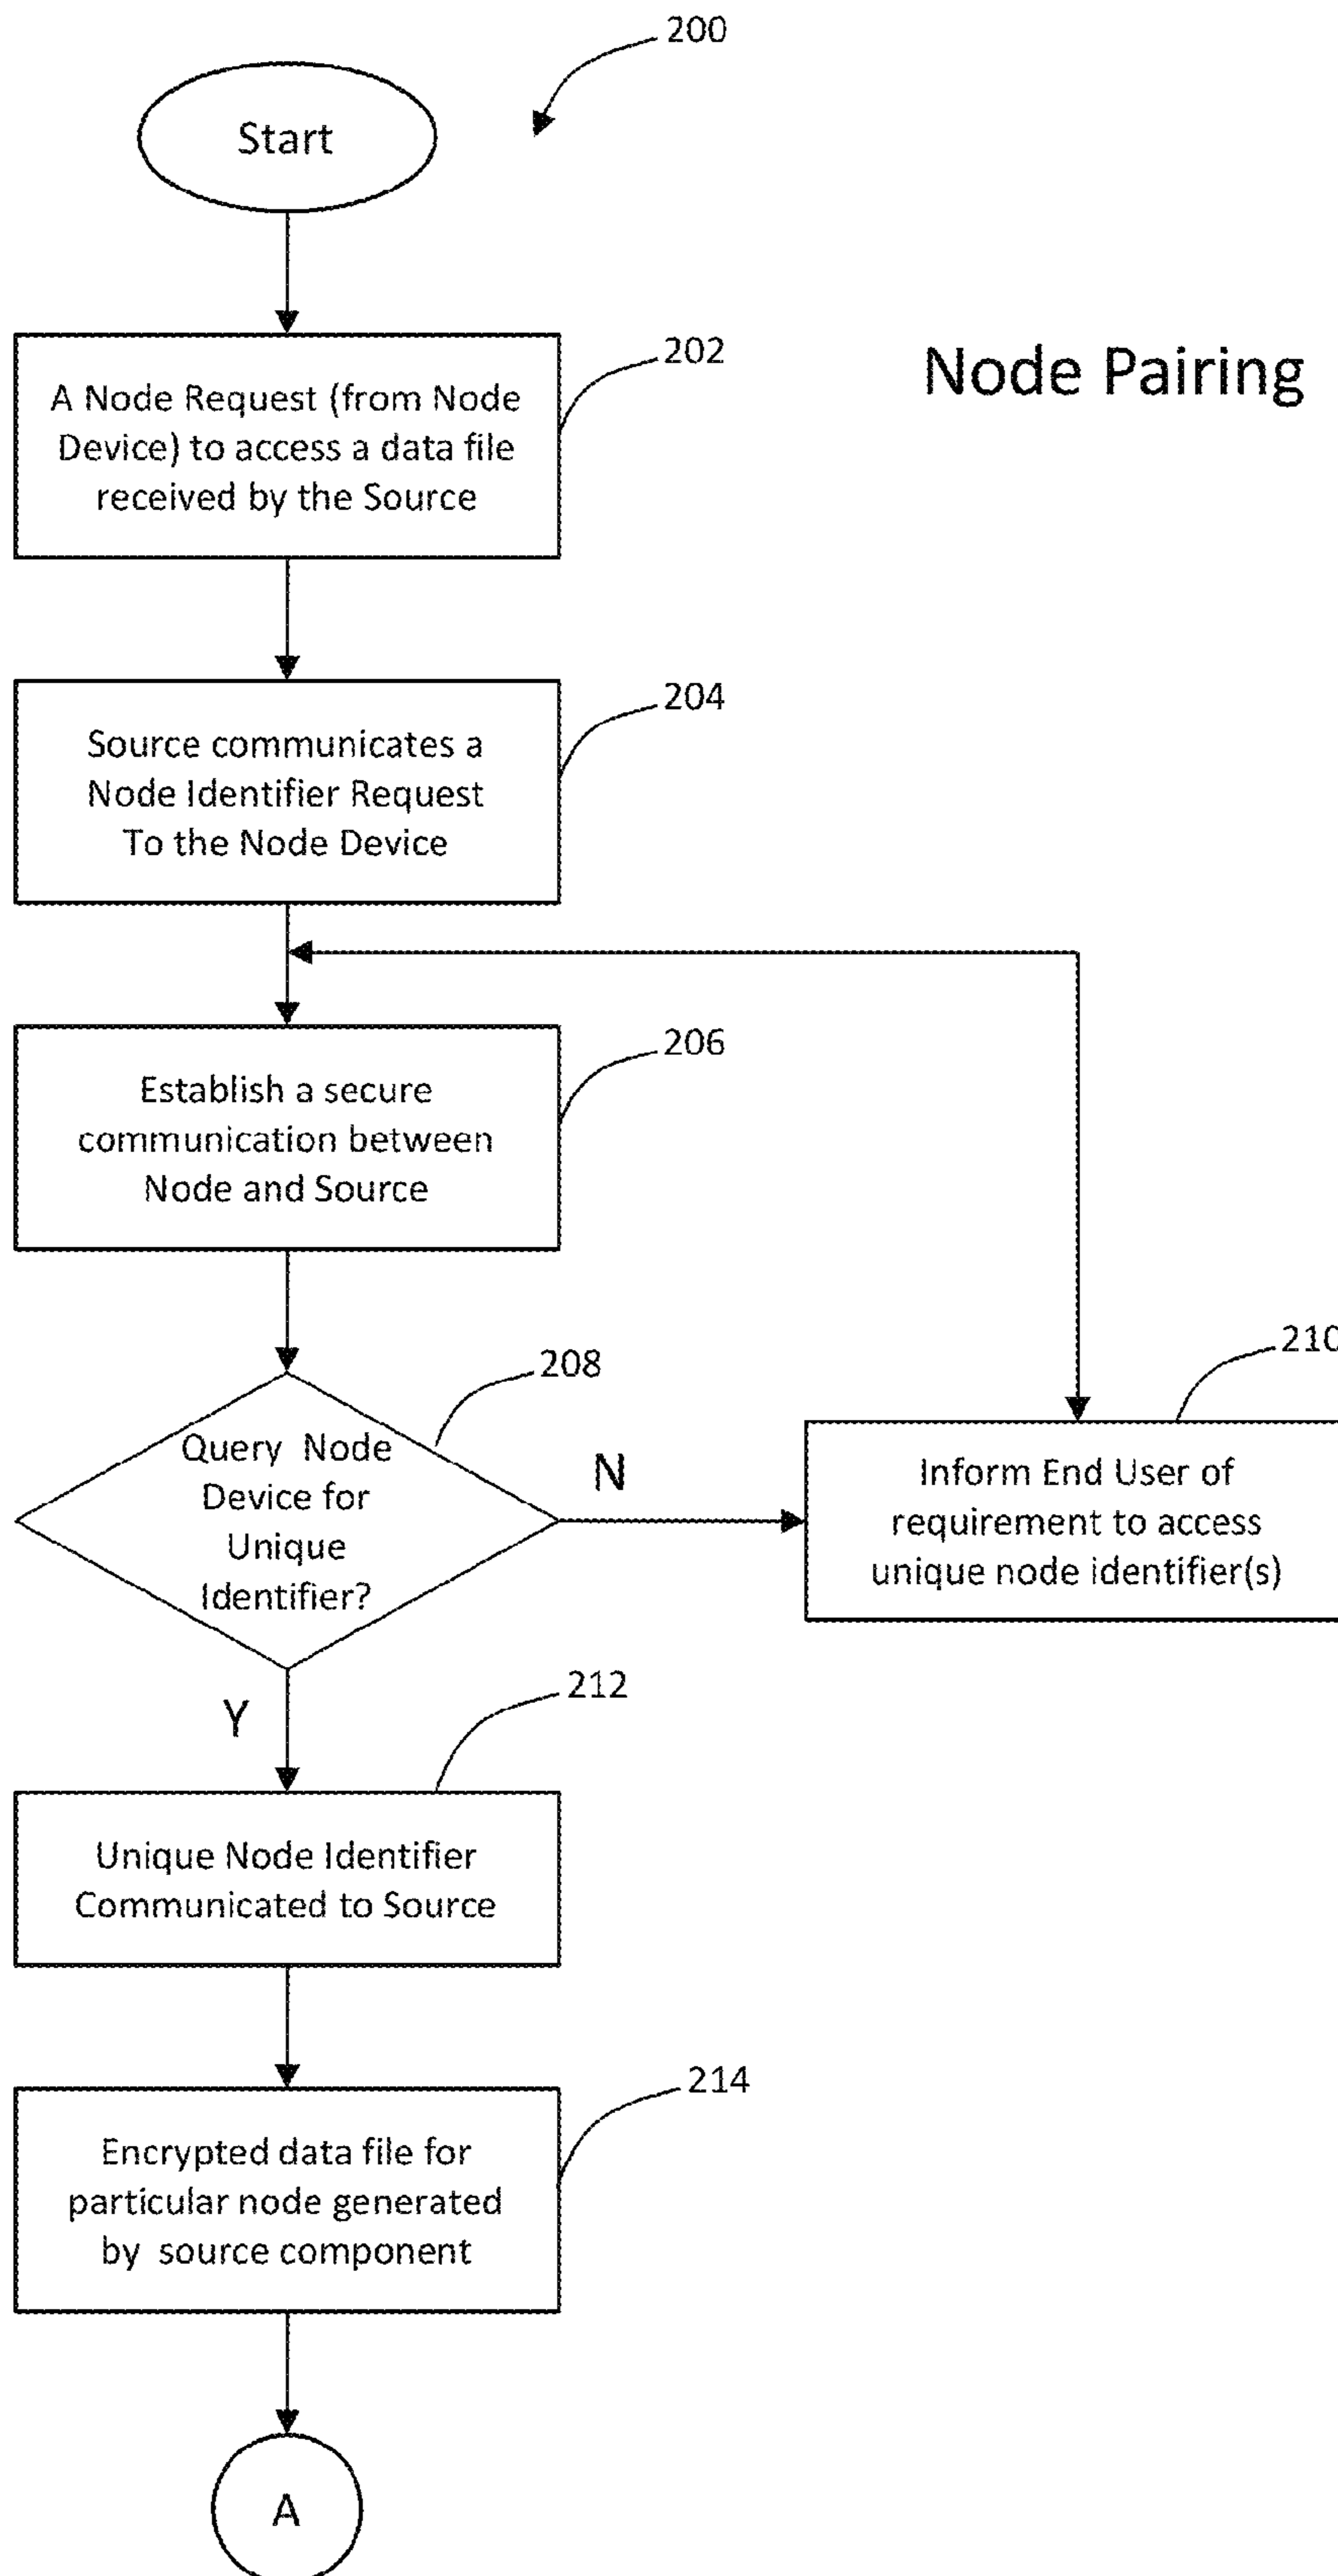 200
Start
202
Node Pairing
A Node Request (from Node
Device) to access a data file
received by the Source
204
Source communicates a
Node Identifier Request
To the Node Device
206
Establish a secure
communication between
Node and Source
208
Query Node
Device for
Unique
Identifier?
N
210
Inform End User of
requirement to access
unique node identifier(s)
Y
212
Unique Node Identifier
Communicated to Source
214
Encrypted data file for
particular node generated
by source component
A